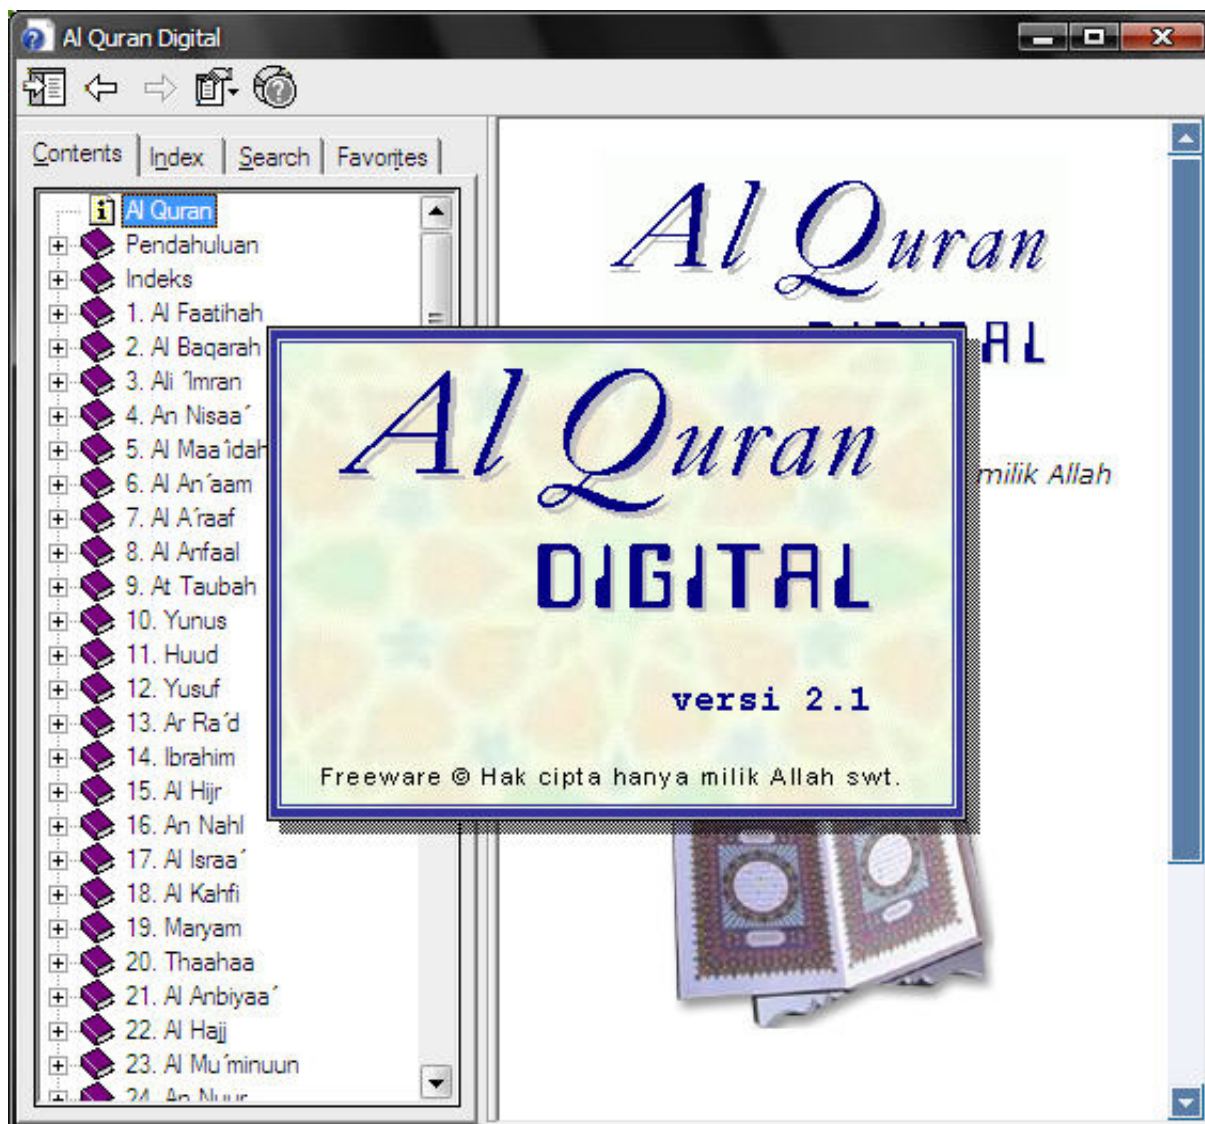 Al Quran Digital
Contents
Index
Search
Favorites
Al Quran
Pendahuluan
Indeks
1. Al Faatihah
2. Al Baqarah
3. Ali ´Imran
4. An Nisaa´
5. Al Maa´idah
6. Al An´aam
7. Al A´raaf
8. Al Anfaal
9. At Taubah
10. Yunus
11. Huud
12. Yusuf
13. Ar Ra´d
14. Ibrahim
15. Al Hijr
16. An Nahl
17. Al Israa´
18. Al Kahfi
19. Maryam
20. Thaahaa
21. Al Anbiyaa´
22. Al Hajj
23. Al Mu´minuun
24. An Nuur
Al Quran
DIGITAL
milik Allah
Al Quran
DIGITAL
versi 2.1
Freeware © Hak cipta hanya milik Allah swt.